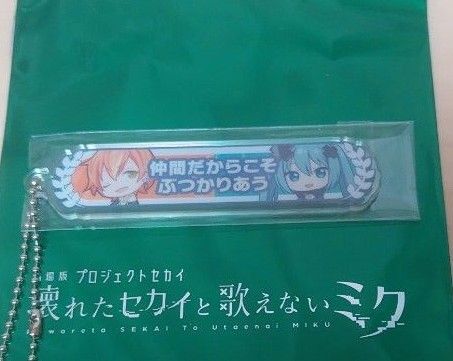 仲間だからこそ
ぶつかりあう
場版 プロジェクトセカイ
壊れたセカイと歌えないミク
owareta SEKAI To Utaenai MIKU